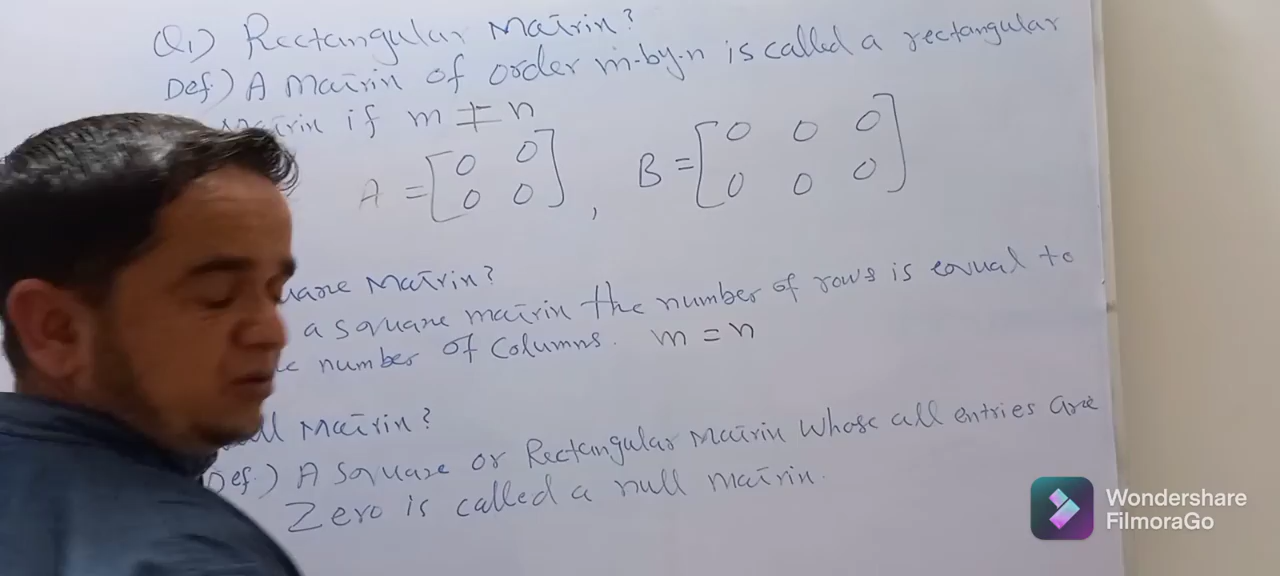 Q1) Rectangular Matrix?
Def:) A Matrix of order m-by-n is called a rectangular
matrix if m ≠ n
A = [0 0
0 0] , B = [0 0 0
0 0 0]
Matrix?
a square matrix the number of rows is equal to
number of Columns. m = n
Matrix?
Def:) A Square or Rectangular Matrix whose all entries are
Zero is called a null matrix.
Wondershare
FilmoraGo